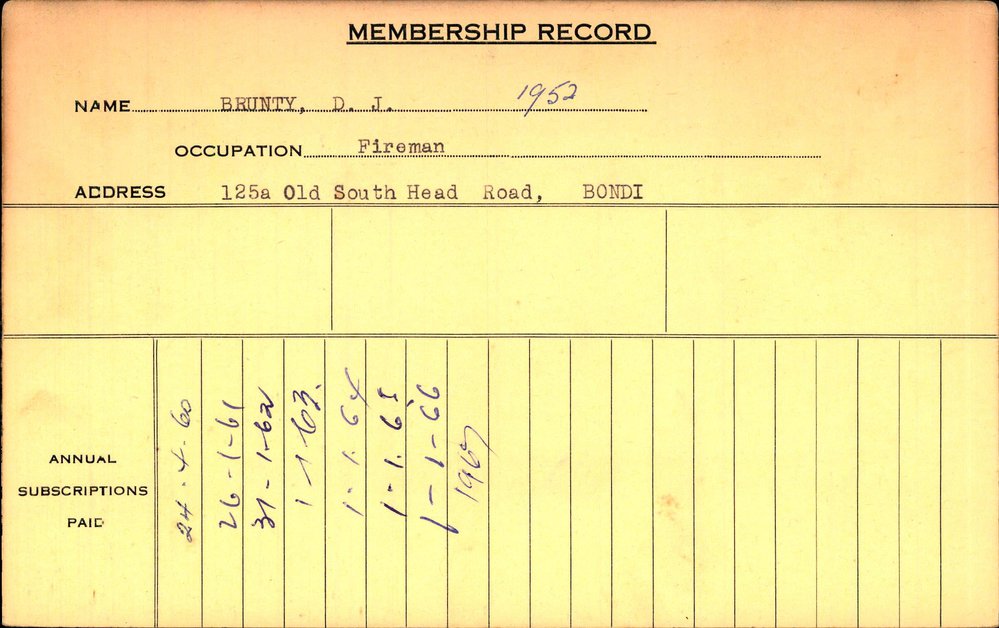 MEMBERSHIP RECORD
NAME BRUNTY, D. J. 1952
OCCUPATION Fireman
ADDRESS 125a Old South Head Road, BONDI
ANNUAL
SUBSCRIPTIONS
PAID
24-4-60
26-1-61
31-1-62
1-1-63.
1-1.64
1-1.65
1-1-66
1967